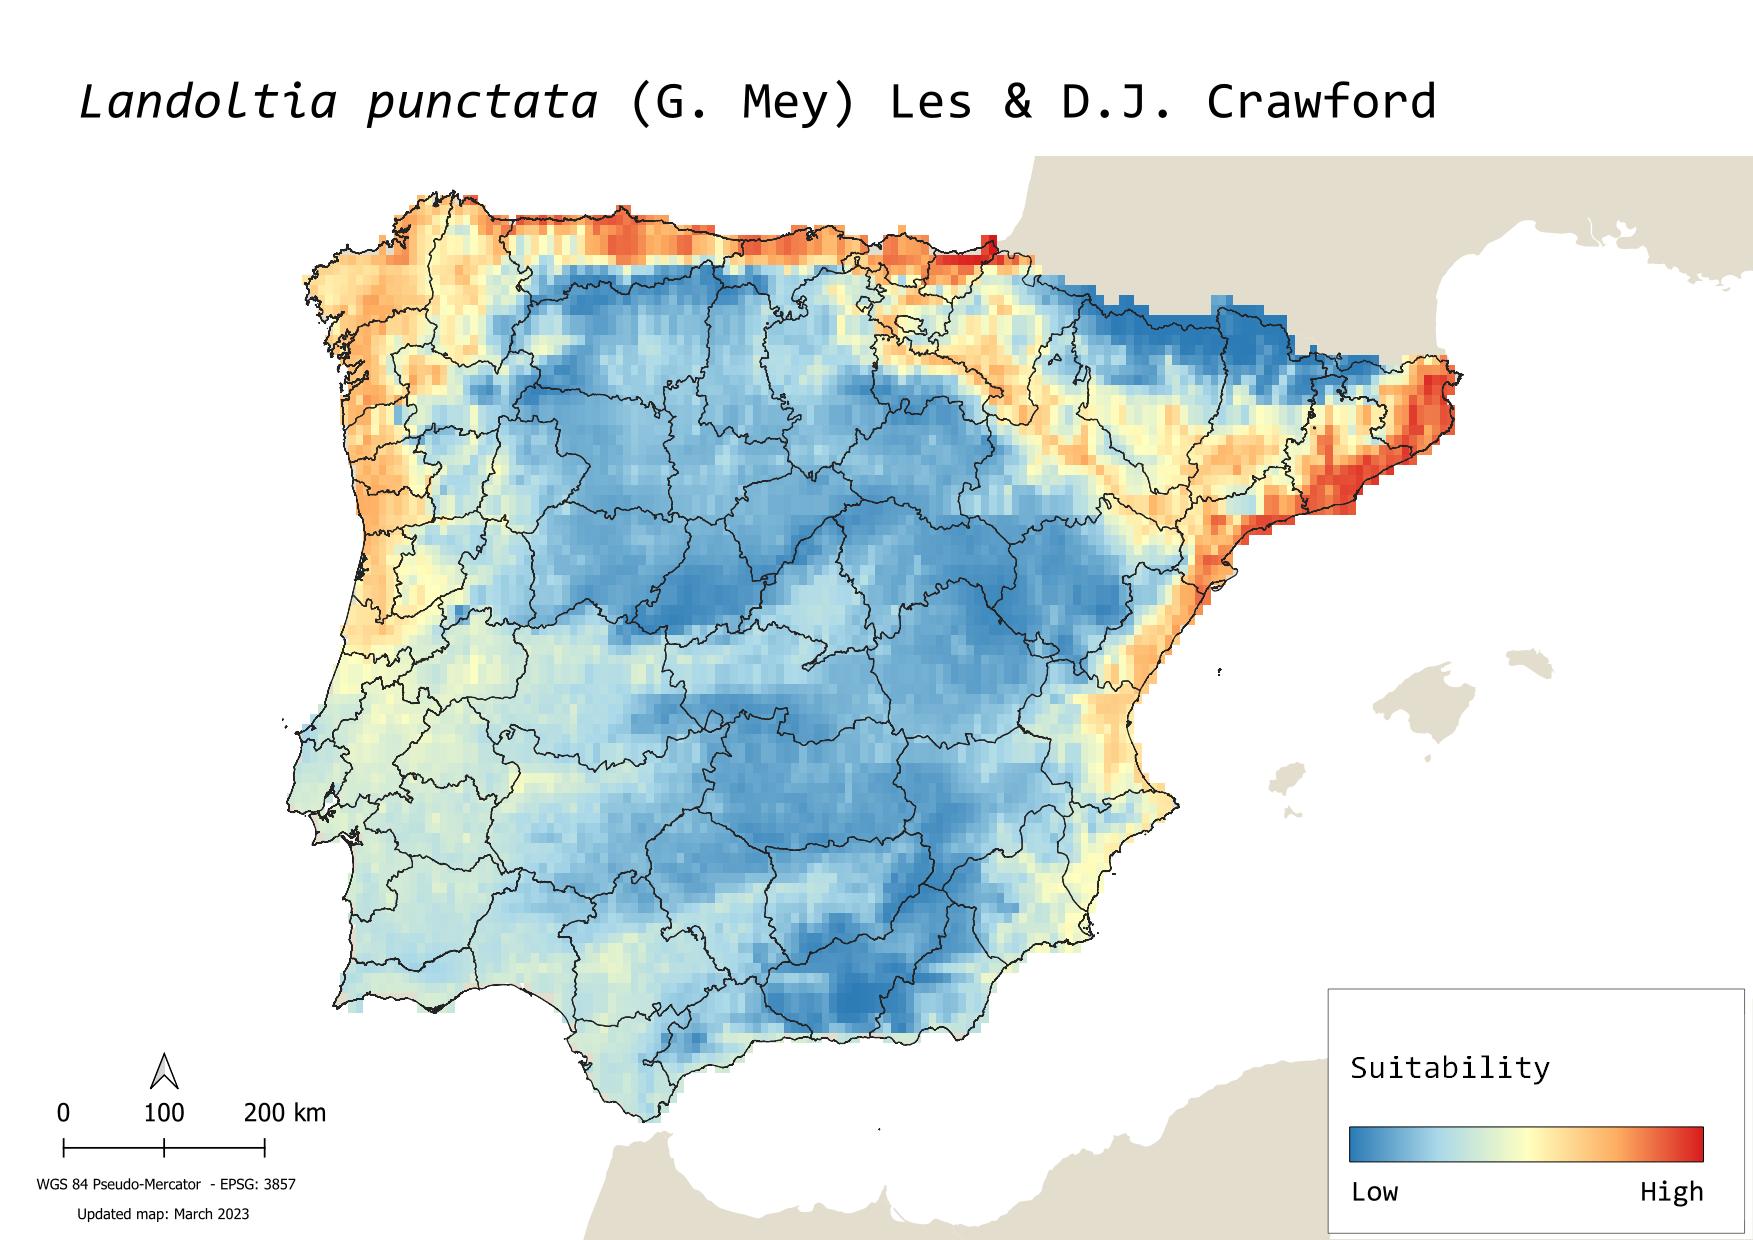 Landoltia punctata (G. Mey) Les & D.J. Crawford
0 100 200 km
WGS 84 Pseudo-Mercator - EPSG: 3857
Updated map: March 2023
Suitability
Low High